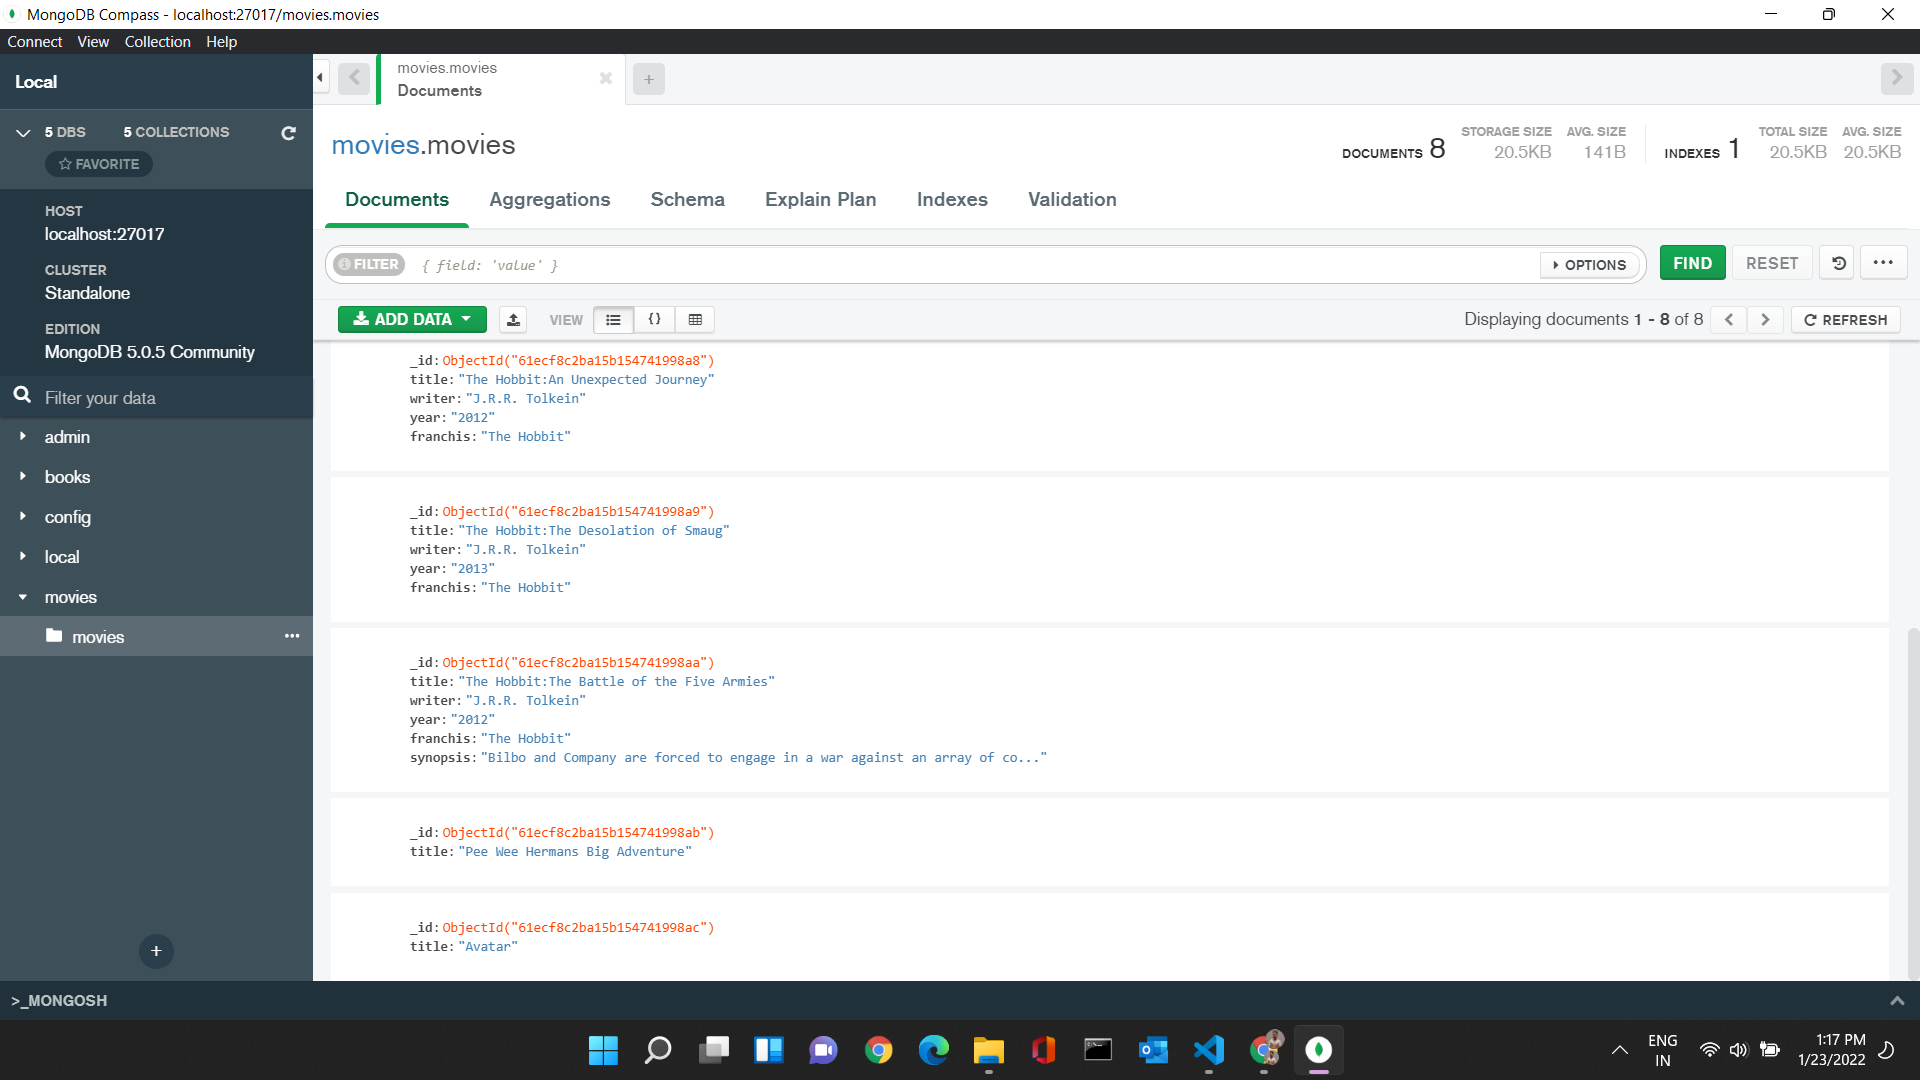 MongoDB Compass - localhost:27017/movies.movies
Connect View Collection Help
Local
5 DBS 5 COLLECTIONS
FAVORITE
HOST
localhost:27017
CLUSTER
Standalone
EDITION
MongoDB 5.0.5 Community
Filter your data
admin
books
config
local
movies
movies
movies.movies
Documents
movies.movies
DOCUMENTS 8
STORAGE SIZE
20.5KB
AVG. SIZE
141B
INDEXES 1
TOTAL SIZE
20.5KB
AVG. SIZE
20.5KB
Documents Aggregations Schema Explain Plan Indexes Validation
FILTER { field: 'value' } OPTIONS FIND RESET
ADD DATA VIEW Displaying documents 1 - 8 of 8 REFRESH
_id: ObjectId("61ecf8c2ba15b154741998a8")
title: "The Hobbit:An Unexpected Journey"
writer: "J.R.R. Tolkein"
year: "2012"
franchis: "The Hobbit"
_id: ObjectId("61ecf8c2ba15b154741998a9")
title: "The Hobbit:The Desolation of Smaug"
writer: "J.R.R. Tolkein"
year: "2013"
franchis: "The Hobbit"
_id: ObjectId("61ecf8c2ba15b154741998aa")
title: "The Hobbit:The Battle of the Five Armies"
writer: "J.R.R. Tolkein"
year: "2012"
franchis: "The Hobbit"
synopsis: "Bilbo and Company are forced to engage in a war against an array of co..."
_id: ObjectId("61ecf8c2ba15b154741998ab")
title: "Pee Wee Hermans Big Adventure"
_id: ObjectId("61ecf8c2ba15b154741998ac")
title: "Avatar"
>_MONGOSH
ENG
IN
1:17 PM
1/23/2022